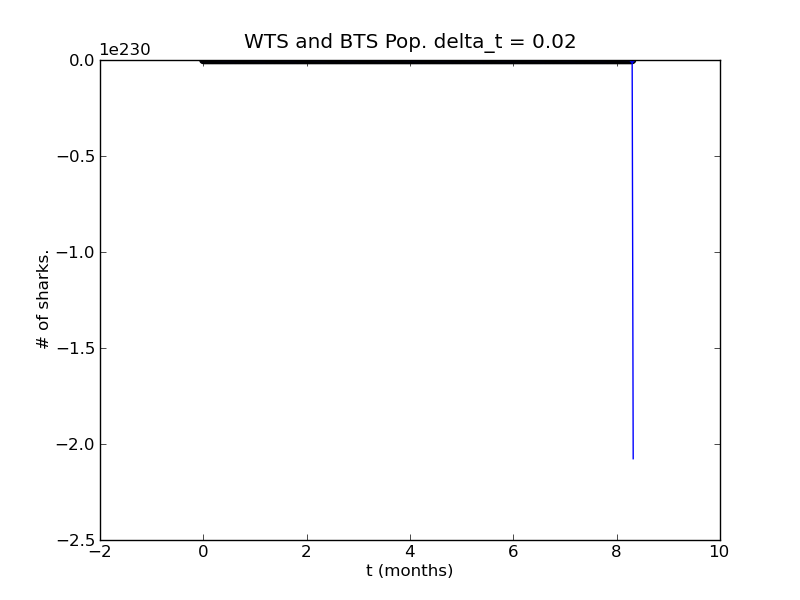 WTS and BTS Pop. delta_t = 0.02
1e230
0.0
−0.5
−1.0
−1.5
−2.0
−2.5
# of sharks.
−2 0 2 4 6 8 10
t (months)